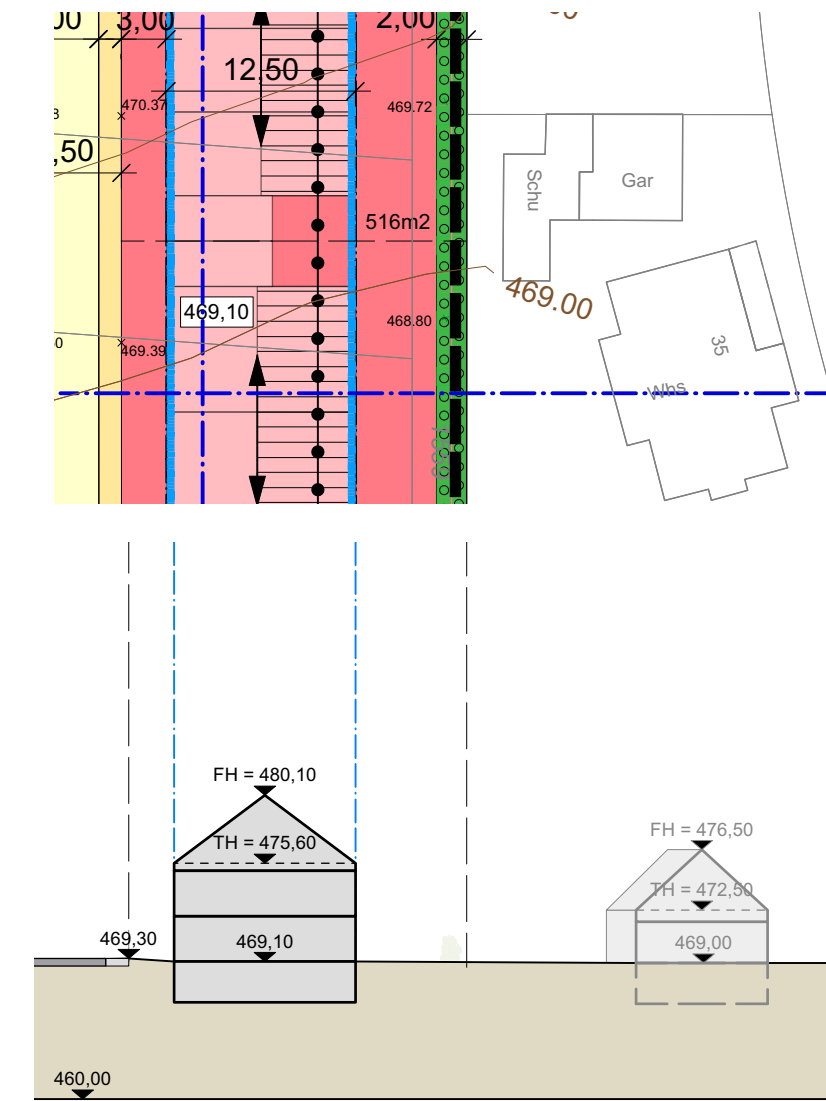 00
3,00
2,00
12,50
470.37
469.72
,50
Schu
Gar
516m2
469,10
469.00
468.80
469.39
35
Whs
FH = 480,10
TH = 475,60
469,30
469,10
FH = 476,50
TH = 472,50
469,00
460,00